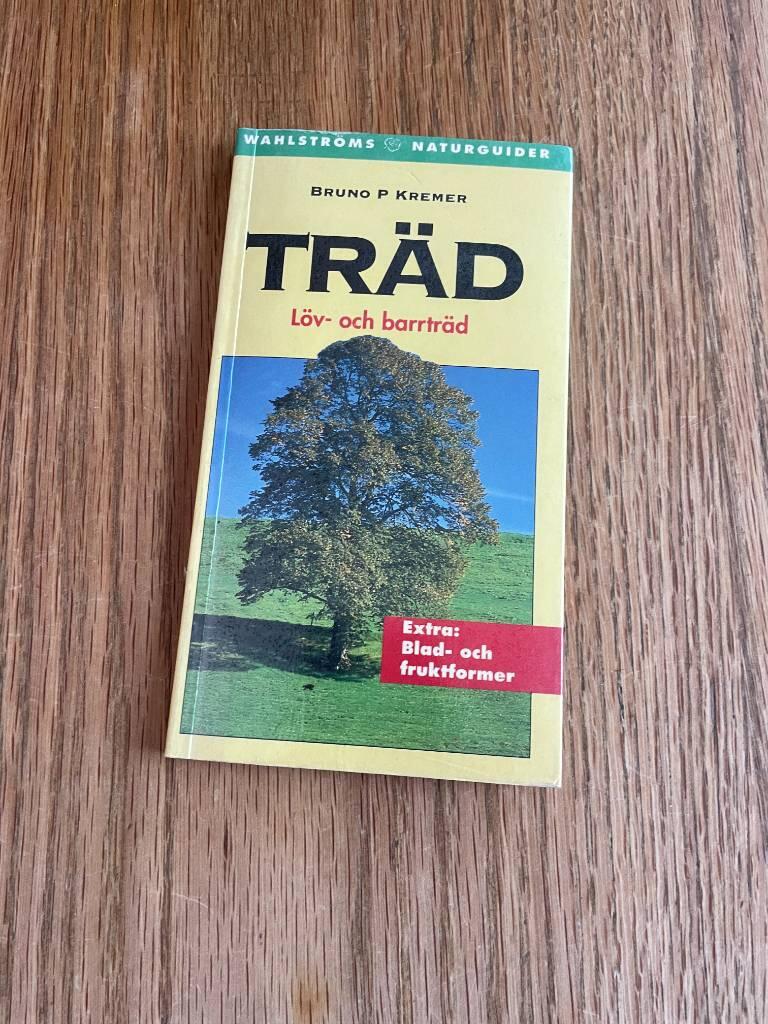 WAHLSTRÖMS NATURGUIDER
BRUNO P KREMER
TRÄD
Löv- och barrträd
Extra:
Blad- och
fruktformer